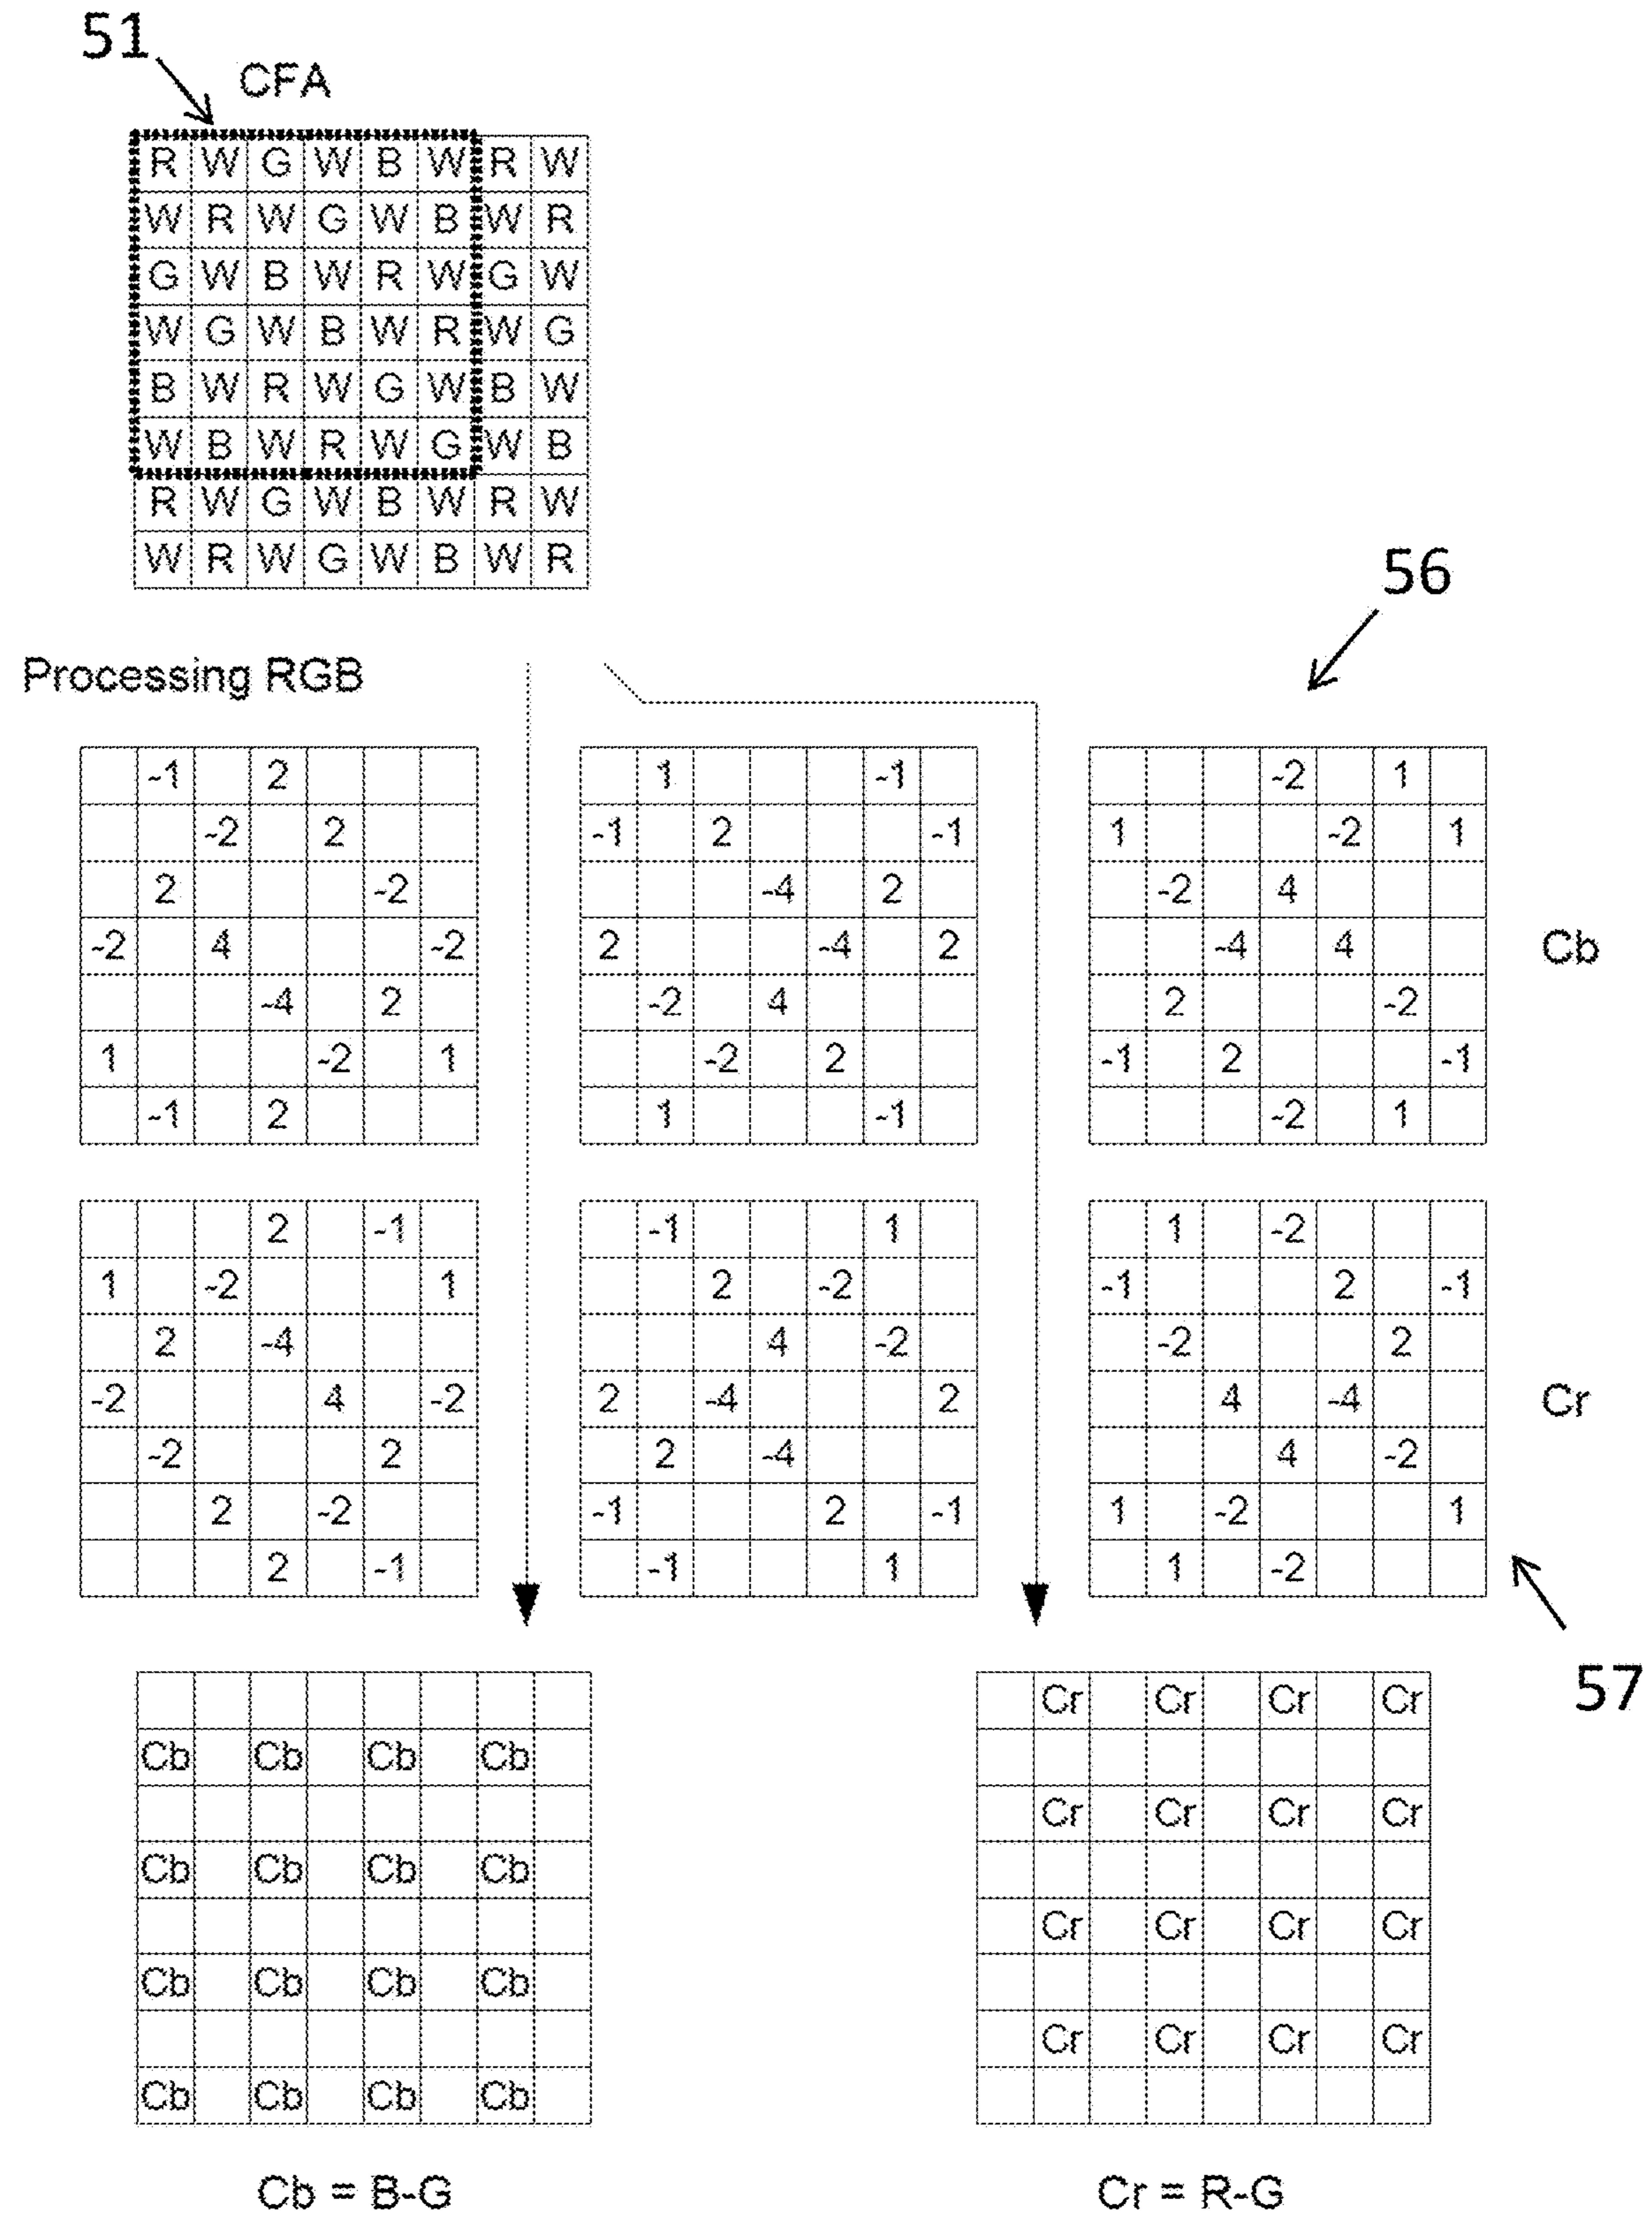 51
CFA
R W G W B W R W
W R W G W B W R
G W B W R W G W
W G W B W R W G
B W R W G W B W
W B W R W G W B
R W G W B W R W
W R W G W B W R
56
Processing RGB
-1 2
-2 2
2 -2
-2 4 -2
-4 2
1 -2 1
-1 2
1 -1
-1 2 -1
-4 2
2 -4 2
-2 4
-2 2
1 -1
-2 1
1 -2 1
-2 4
-4 4
2 -2
-1 2 -1
-2 1
Cb
2 -1
1 -2 1
2 -4
-2 4 -2
-2 2
2 -2
2 -1
-1 1
2 -2
4 -2
2 -4 2
2 -4
-1 2 -1
-1 1
1 -2
-1 2 -1
-2 2
4 -4
4 -2
1 -2 1
1 -2
Cr
57
Cb Cb Cb Cb
Cb Cb Cb Cb
Cb Cb Cb Cb
Cb Cb Cb Cb
Cb = B-G
Cr Cr Cr Cr
Cr Cr Cr Cr
Cr Cr Cr Cr
Cr Cr Cr Cr
Cr = R-G